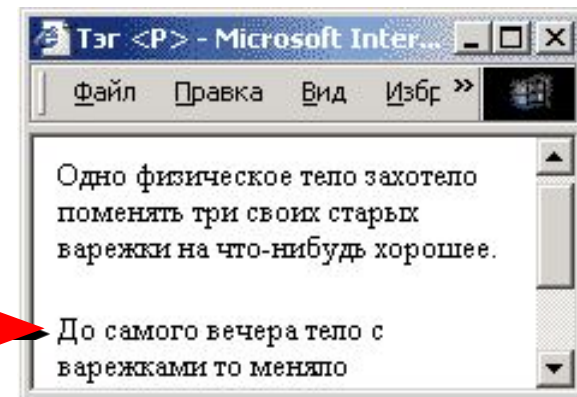 Тэг <P> - Microsoft Inter...
Файл Правка Вид Избр »
Одно физическое тело захотело
поменять три своих старых
варежки на что-нибудь хорошее.
До самого вечера тело с
варежками то меняло